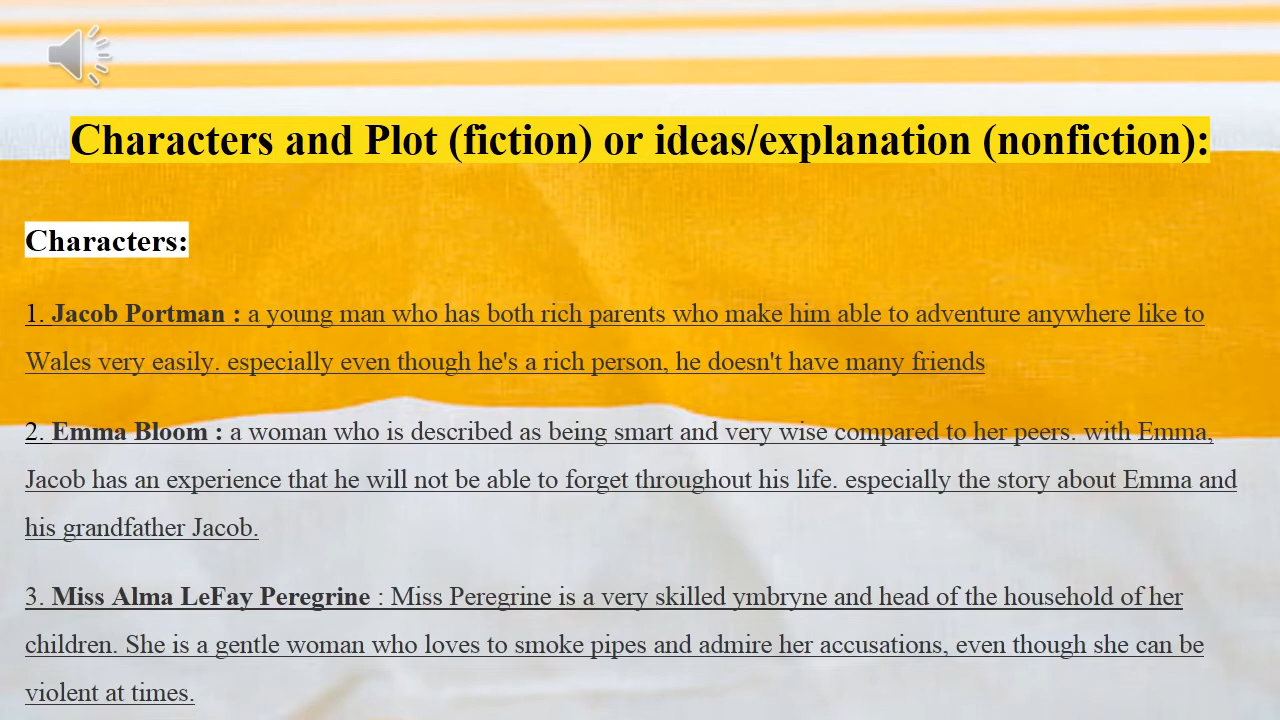 Characters and Plot (fiction) or ideas/explanation (nonfiction):
Characters:
1. Jacob Portman : a young man who has both rich parents who make him able to adventure anywhere like to
Wales very easily. especially even though he's a rich person, he doesn't have many friends
2. Emma Bloom : a woman who is described as being smart and very wise compared to her peers. with Emma,
Jacob has an experience that he will not be able to forget throughout his life. especially the story about Emma and
his grandfather Jacob.
3. Miss Alma LeFay Peregrine : Miss Peregrine is a very skilled ymbryne and head of the household of her
children. She is a gentle woman who loves to smoke pipes and admire her accusations, even though she can be
violent at times.